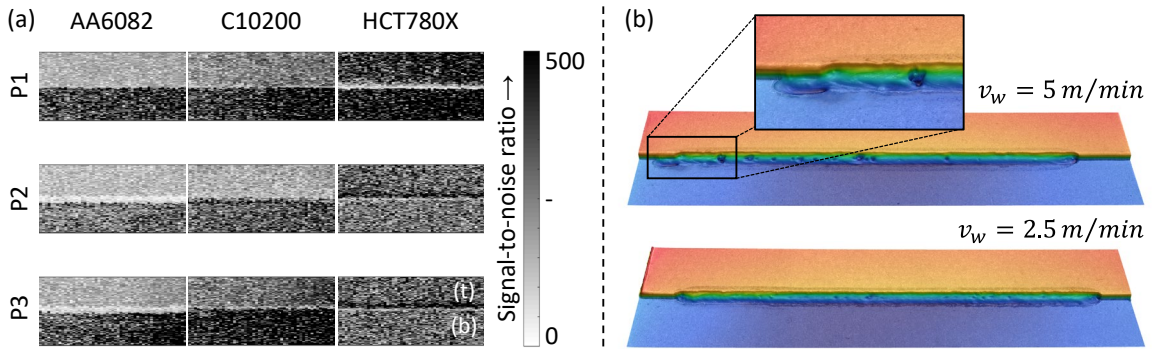 (a)
AA6082 C10200 HCT780X
P1
P2
P3
(t)
(b)
Signal-to-noise ratio →
500
-
0
(b)
v_w = 5 m/min
v_w = 2.5 m/min